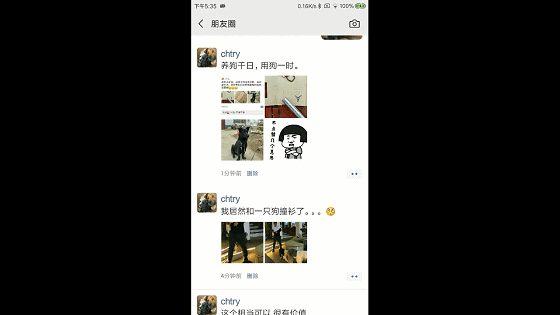 下午5:35
0.16K/s
100%
朋友圈
chtry
养狗千日，用狗一时。
1分钟前 删除
chtry
我居然和一只狗撞衫了。。。
4分钟前 删除
chtry
这个相当可以 很有价值